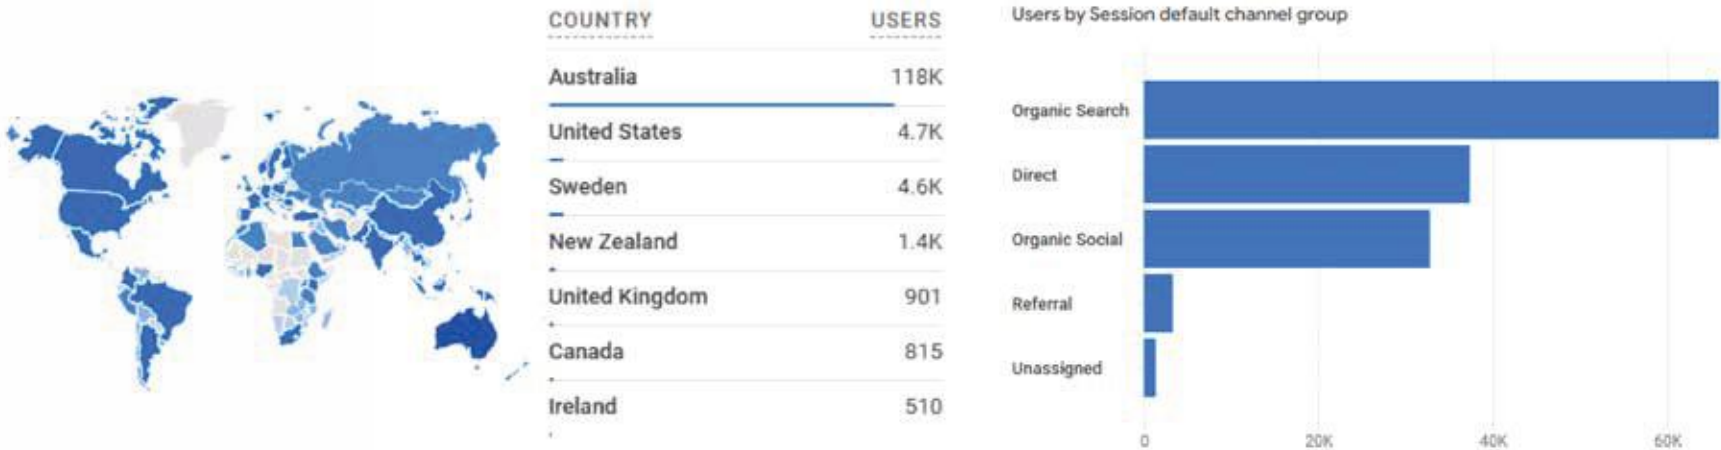 COUNTRY USERS
Australia 118K
United States 4.7K
Sweden 4.6K
New Zealand 1.4K
United Kingdom 901
Canada 815
Ireland 510
Users by Session default channel group
Organic Search
Direct
Organic Social
Referral
Unassigned
0 20K 40K 60K